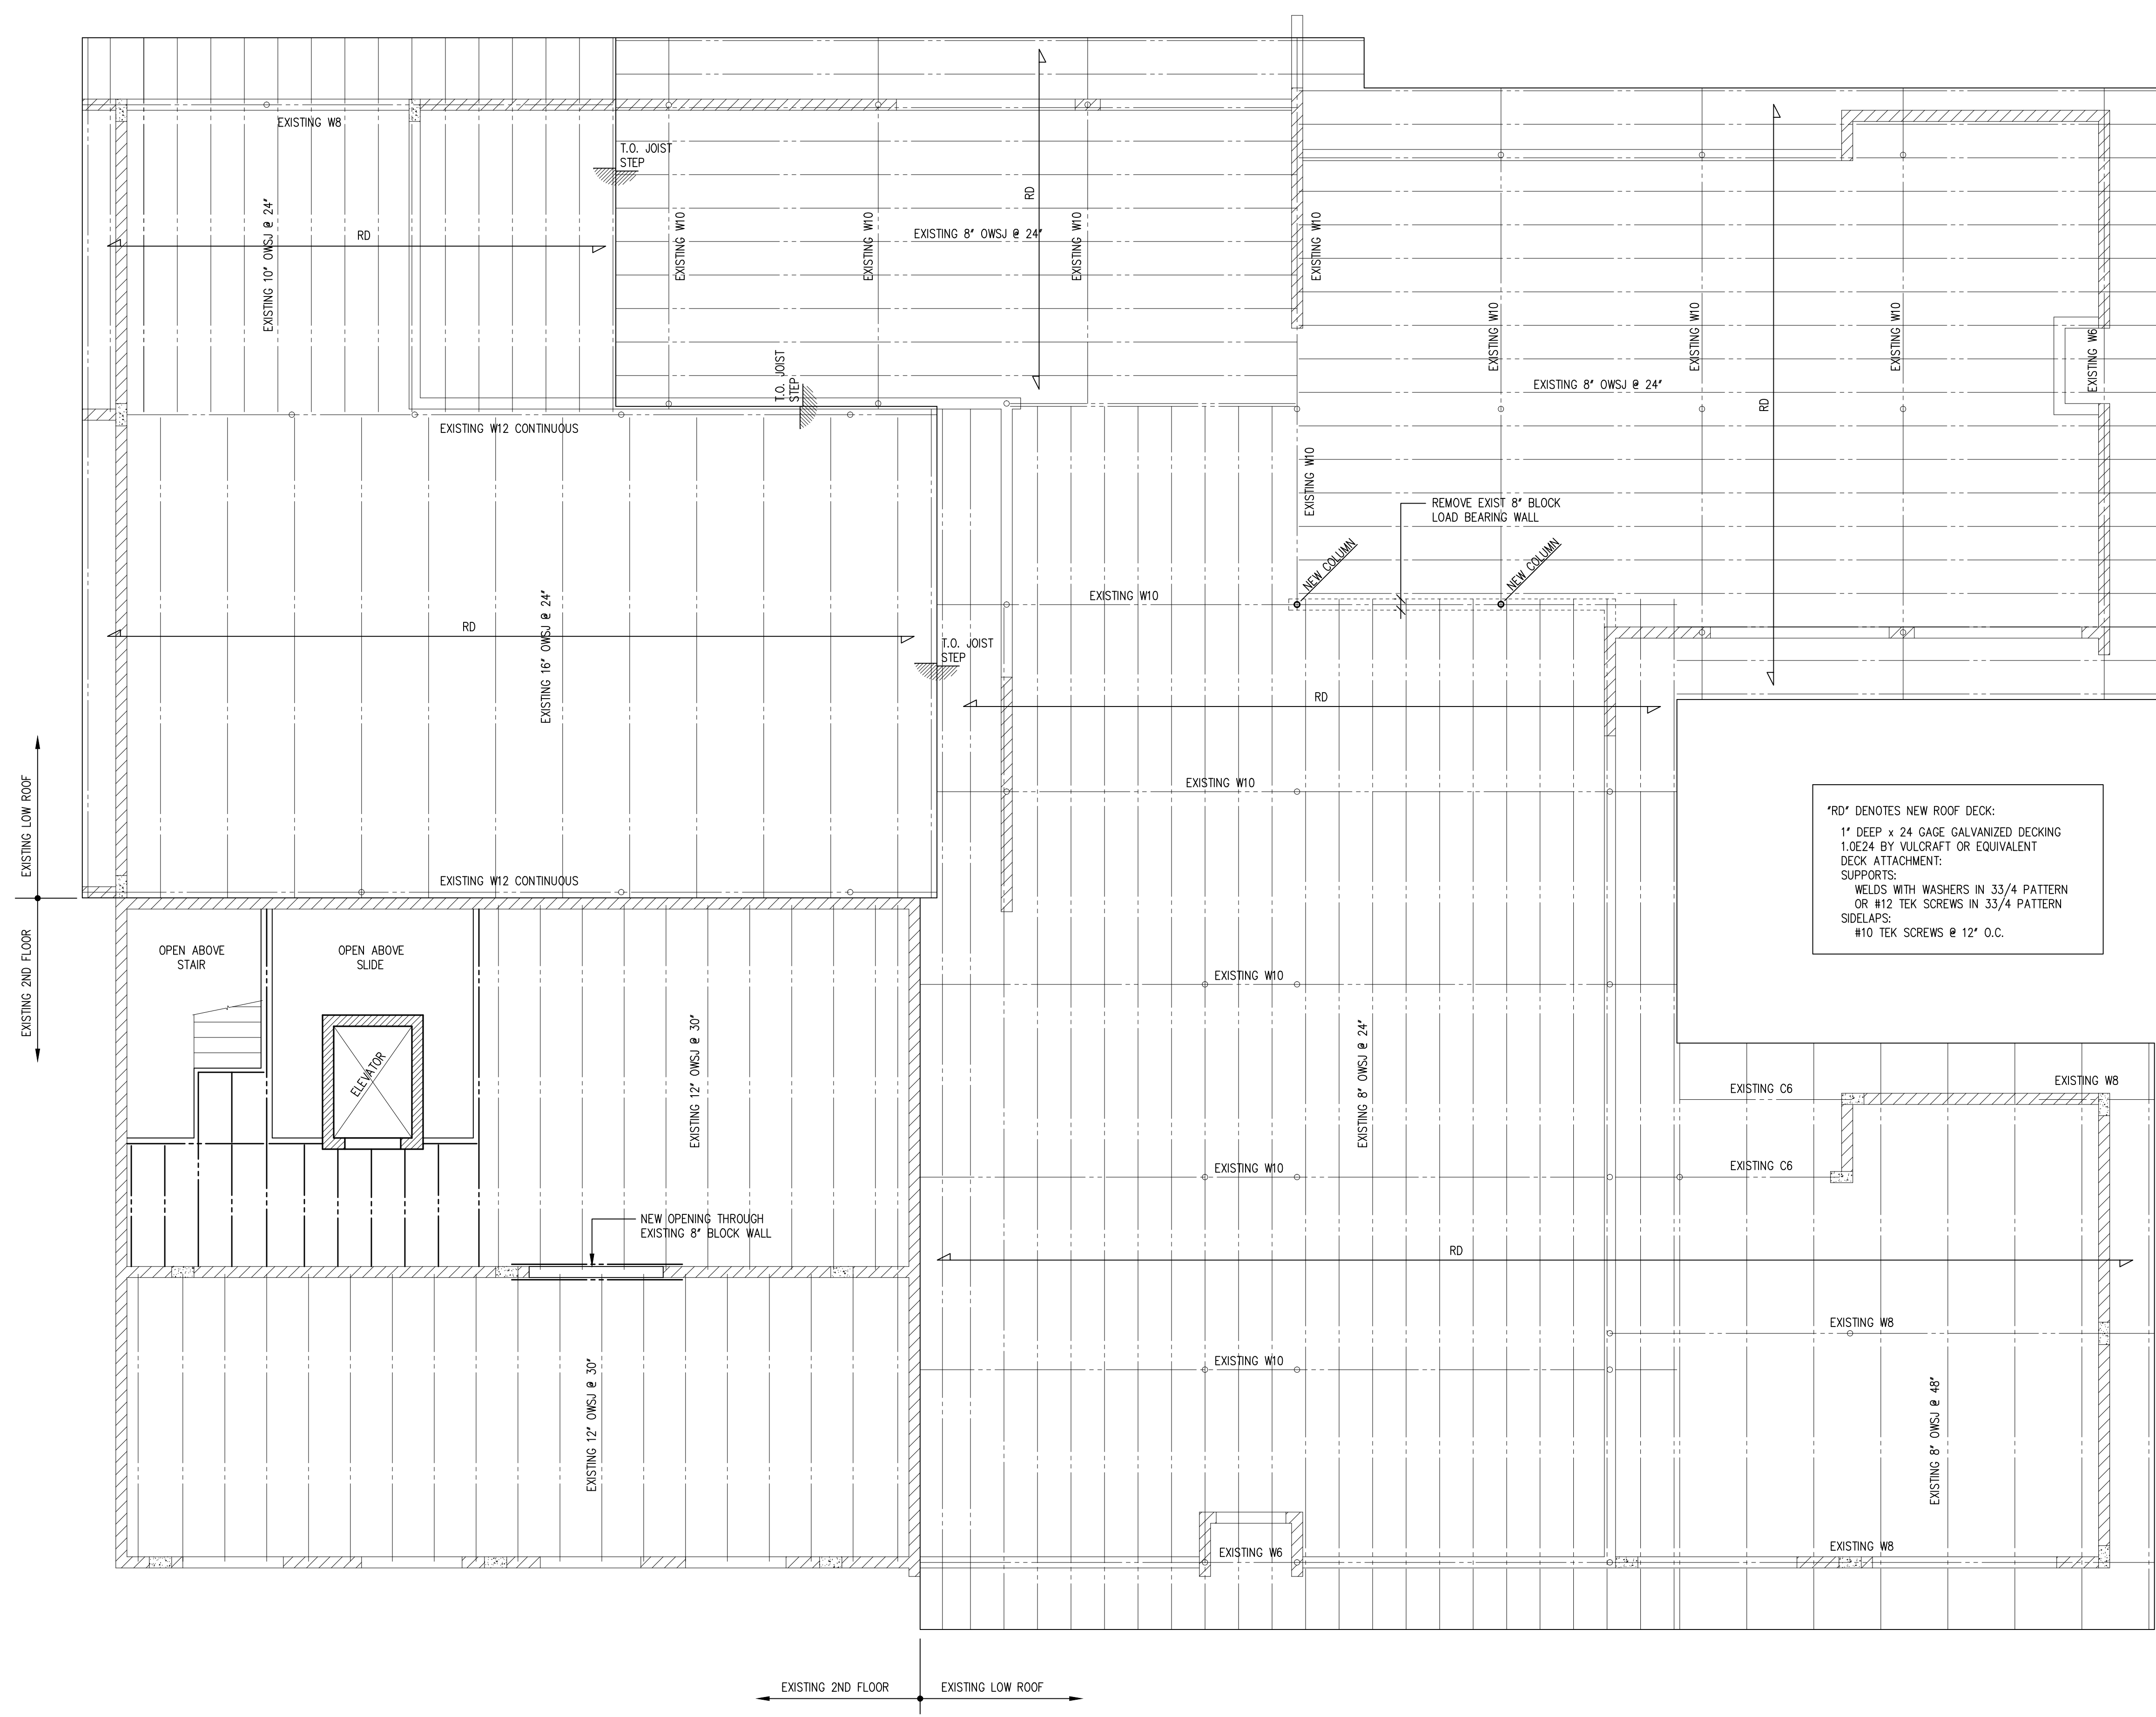 EXISTING W8
T.O. JOIST
STEP
EXISTING 10" OWSJ @ 24"
RD
EXISTING W10
EXISTING W10
EXISTING 8" OWSJ @ 24"
RD
EXISTING W10
EXISTING W10
EXISTING W10
EXISTING W10
EXISTING W10
EXISTING W6
T.O. JOIST
STEP
EXISTING 8" OWSJ @ 24"
RD
EXISTING W12 CONTINUOUS
EXISTING W10
REMOVE EXIST 8" BLOCK
LOAD BEARING WALL
NEW COLUMN
NEW COLUMN
EXISTING W10
EXISTING 16" OWSJ @ 24"
RD
T.O. JOIST
STEP
RD
EXISTING W10
EXISTING LOW ROOF
EXISTING 2ND FLOOR
"RD" DENOTES NEW ROOF DECK:
1" DEEP x 24 GAGE GALVANIZED DECKING
1.0E24 BY VULCRAFT OR EQUIVALENT
DECK ATTACHMENT:
SUPPORTS:
WELDS WITH WASHERS IN 33/4 PATTERN
OR #12 TEK SCREWS IN 33/4 PATTERN
SIDELAPS:
#10 TEK SCREWS @ 12" O.C.
EXISTING W12 CONTINUOUS
OPEN ABOVE
STAIR
OPEN ABOVE
SLIDE
EXISTING W10
ELEVATOR
EXISTING 12" OWSJ @ 30"
EXISTING 8" OWSJ @ 24"
EXISTING C6
EXISTING W8
EXISTING W10
EXISTING C6
NEW OPENING THROUGH
EXISTING 8" BLOCK WALL
RD
EXISTING W8
EXISTING W10
EXISTING 12" OWSJ @ 30"
EXISTING 8" OWSJ @ 48"
EXISTING W6
EXISTING W8
EXISTING 2ND FLOOR
EXISTING LOW ROOF